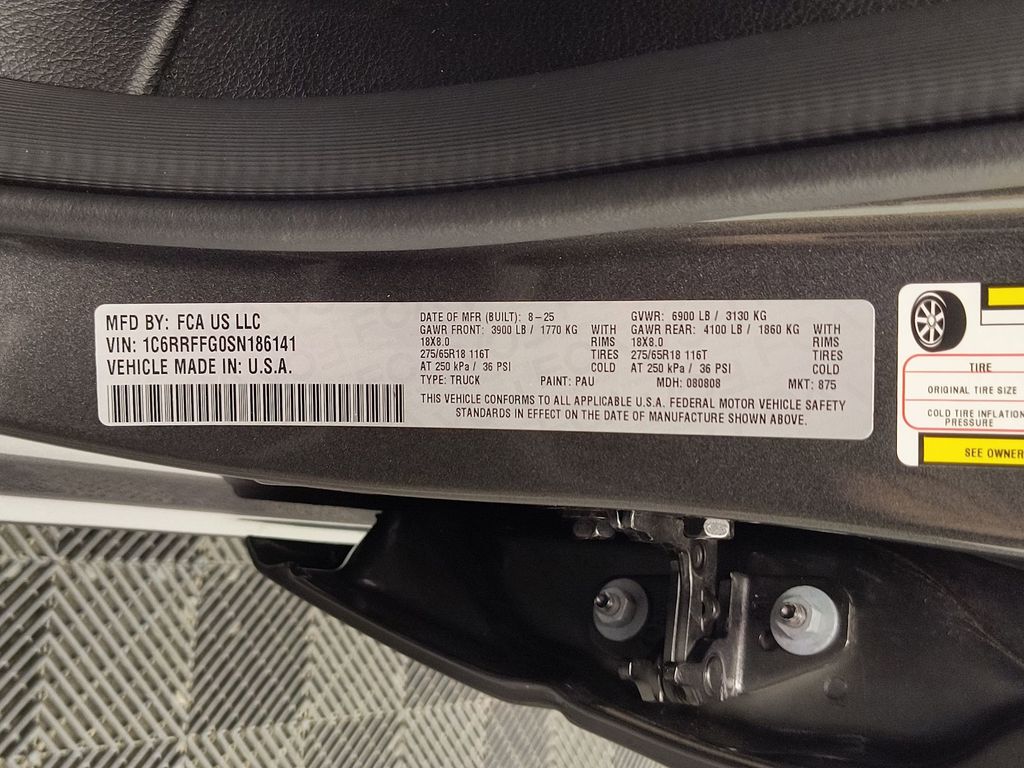 MFD BY: FCA US LLC
VIN: 1C6RRFFG0SN186141
VEHICLE MADE IN: U.S.A.
DATE OF MFR (BUILT): 8-25 GVWR: 6900 LB / 3130 KG
GAWR FRONT: 3900 LB / 1770 KG WITH GAWR REAR: 4100 LB / 1860 KG WITH
18X8.0 RIMS 18X8.0 RIMS
275/65R18 116T TIRES 275/65R18 116T TIRES
AT 250 kPa / 36 PSI COLD AT 250 kPa / 36 PSI COLD
TYPE: TRUCK PAINT: PAU MDH: 080808 MKT: 875
THIS VEHICLE CONFORMS TO ALL APPLICABLE U.S.A. FEDERAL MOTOR VEHICLE SAFETY
STANDARDS IN EFFECT ON THE DATE OF MANUFACTURE SHOWN ABOVE.
TIRE
ORIGINAL TIRE SIZE
COLD TIRE INFLATION
PRESSURE
SEE OWNER